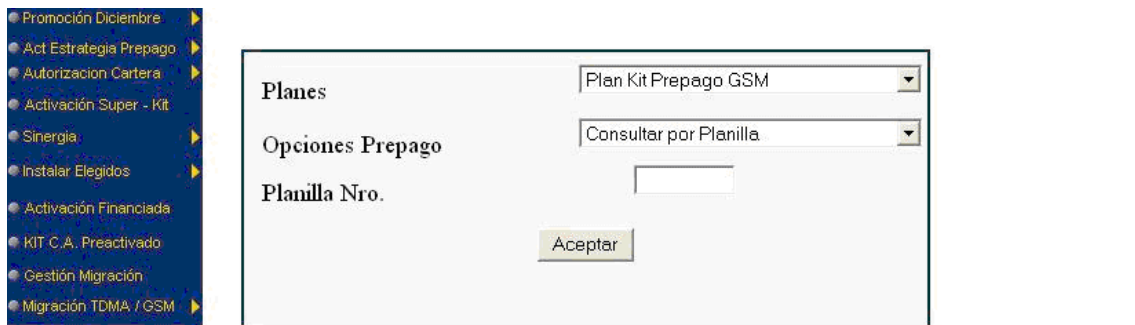 Promoción Diciembre
Act Estrategia Prepago
Autorizacion Cartera
Activación Super - Kit
Sinergia
Instalar Elegidos
Activación Financiada
KIT C.A. Preactivado
Gestión Migración
Migración TDMA / GSM
Planes
Plan Kit Prepago GSM
Opciones Prepago
Consultar por Planilla
Planilla Nro.
Aceptar